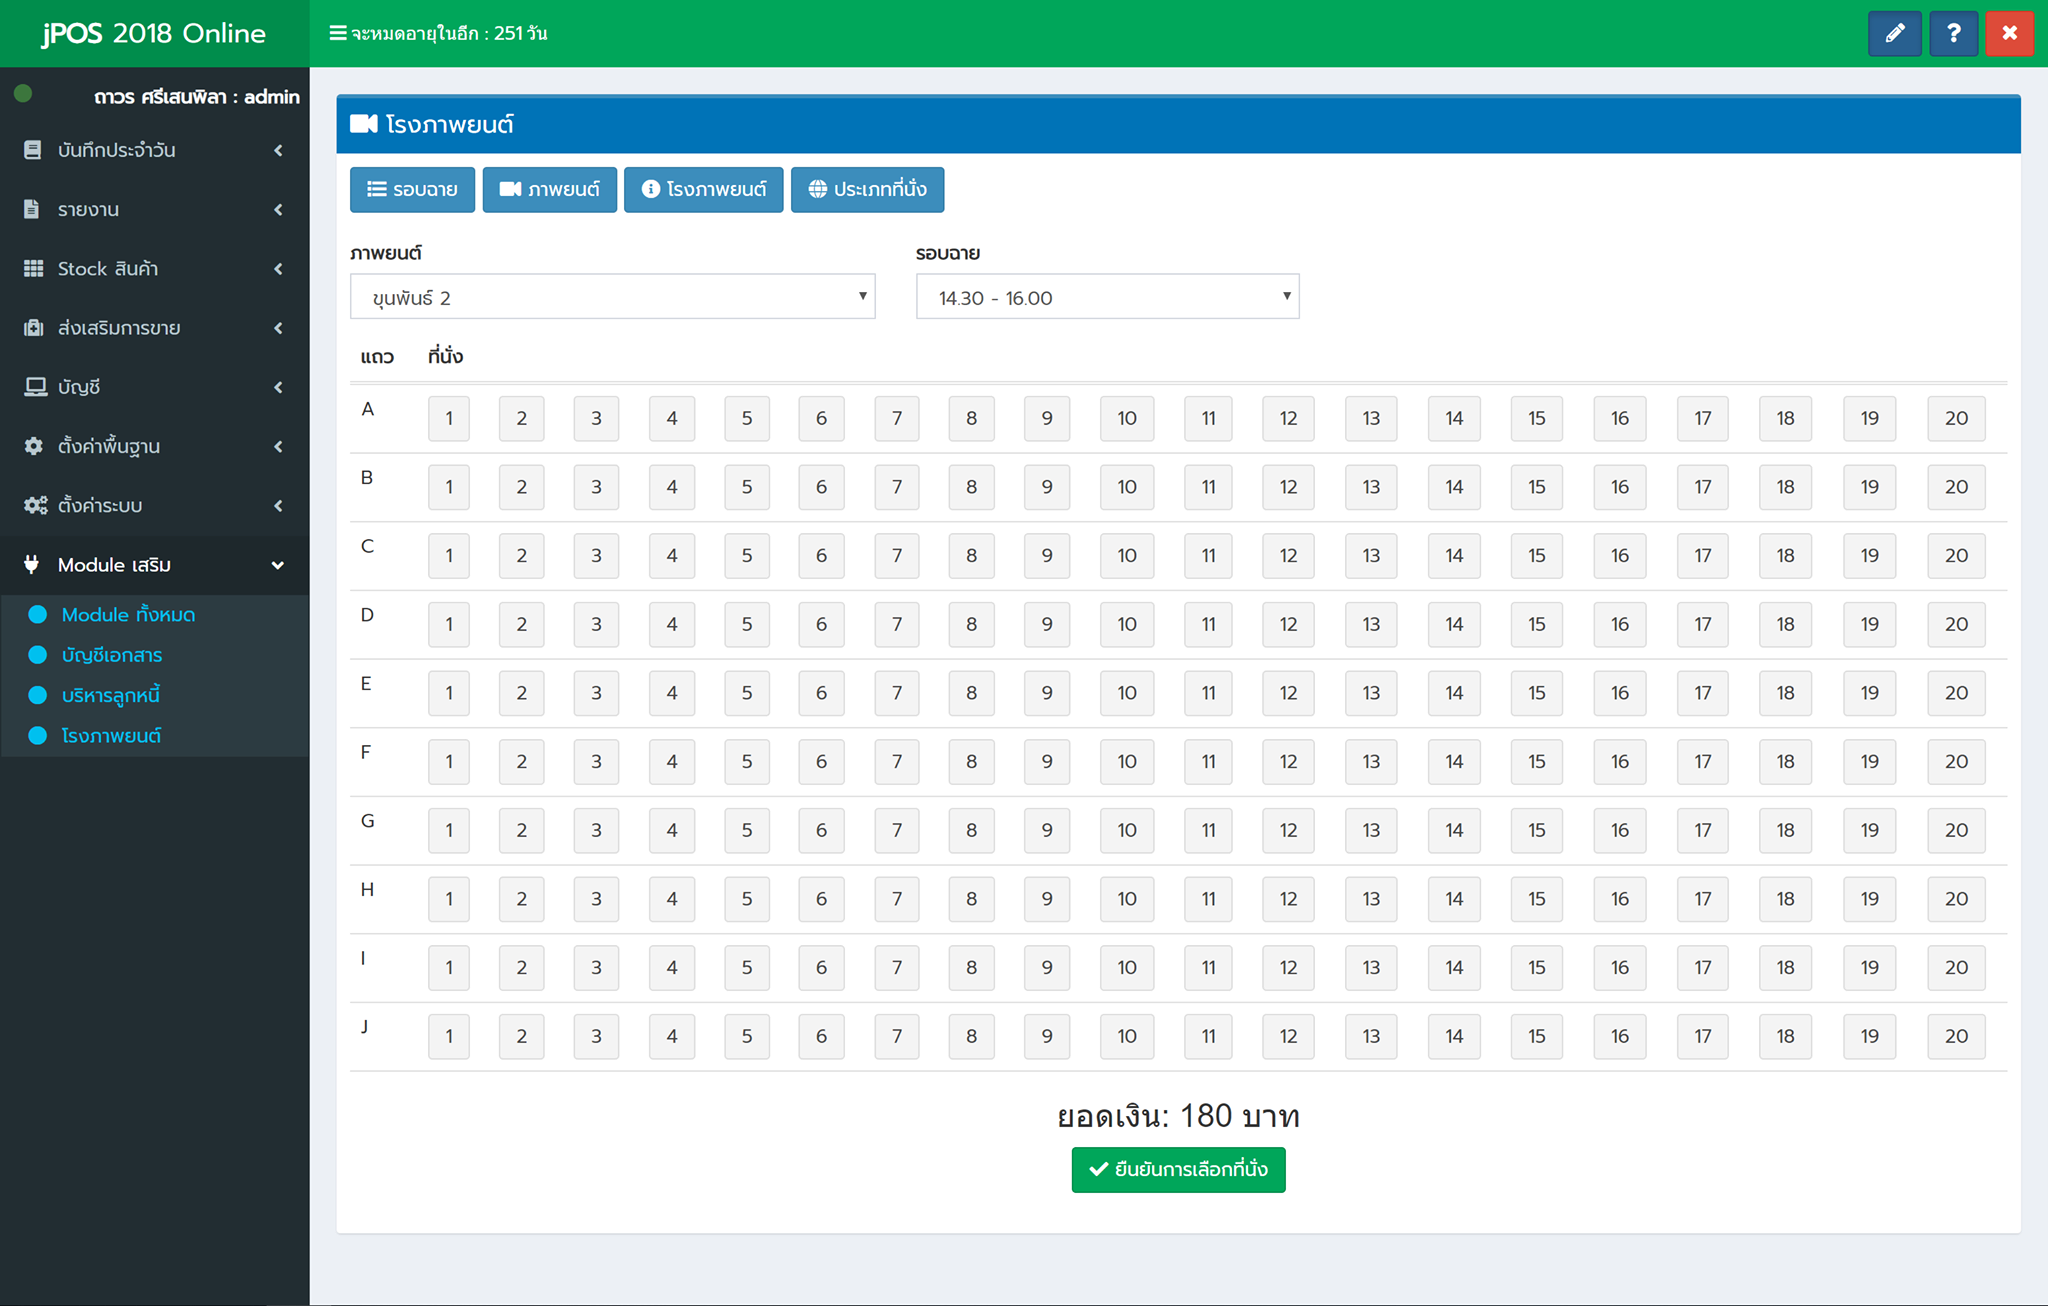 jPOS 2018 Online
จะหมดอายุในอีก : 251 วัน
ถาวร ศรีเสนพิลา : admin
บันทึกประจำวัน
รายงาน
Stock สินค้า
ส่งเสริมการขาย
บัญชี
ตั้งค่าพื้นฐาน
ตั้งค่าระบบ
Module เสริม
Module ทั้งหมด
บัญชีเอกสาร
บริหารลูกหนี้
โรงภาพยนต์
โรงภาพยนต์
รอบฉาย ภาพยนต์ โรงภาพยนต์ ประเภทที่นั่ง
ภาพยนต์ รอบฉาย
ขุนพันธ์ 2 14.30 - 16.00
แถว ที่นั่ง
A 1 2 3 4 5 6 7 8 9 10 11 12 13 14 15 16 17 18 19 20
B 1 2 3 4 5 6 7 8 9 10 11 12 13 14 15 16 17 18 19 20
C 1 2 3 4 5 6 7 8 9 10 11 12 13 14 15 16 17 18 19 20
D 1 2 3 4 5 6 7 8 9 10 11 12 13 14 15 16 17 18 19 20
E 1 2 3 4 5 6 7 8 9 10 11 12 13 14 15 16 17 18 19 20
F 1 2 3 4 5 6 7 8 9 10 11 12 13 14 15 16 17 18 19 20
G 1 2 3 4 5 6 7 8 9 10 11 12 13 14 15 16 17 18 19 20
H 1 2 3 4 5 6 7 8 9 10 11 12 13 14 15 16 17 18 19 20
I 1 2 3 4 5 6 7 8 9 10 11 12 13 14 15 16 17 18 19 20
J 1 2 3 4 5 6 7 8 9 10 11 12 13 14 15 16 17 18 19 20
ยอดเงิน: 180 บาท
ยืนยันการเลือกที่นั่ง